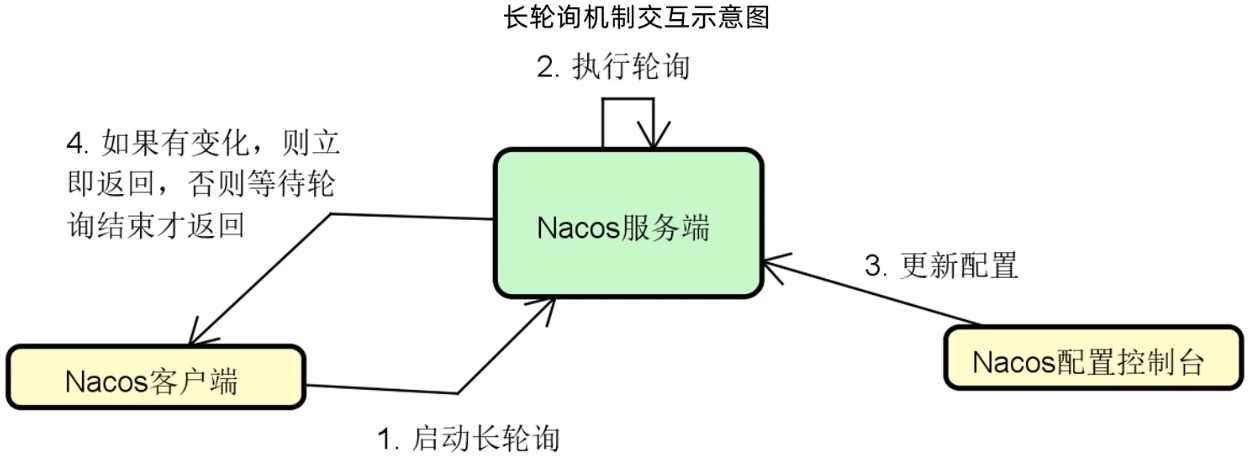 长轮询机制交互示意图
2. 执行轮询
4. 如果有变化，则立
即返回，否则等待轮
询结束才返回
Nacos服务端
3. 更新配置
Nacos配置控制台
Nacos客户端
1. 启动长轮询